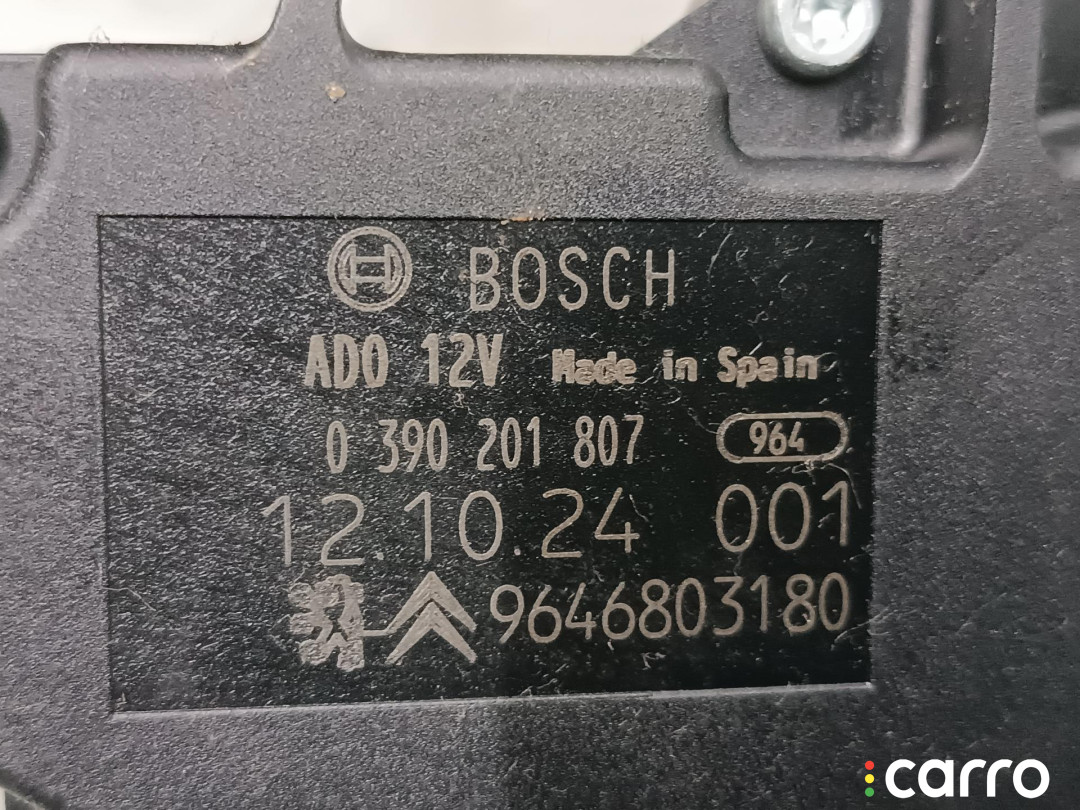 BOSCH
ADO 12V Made in Spain
0 390 201 807 964
12.10.24 001
9646803180
carro